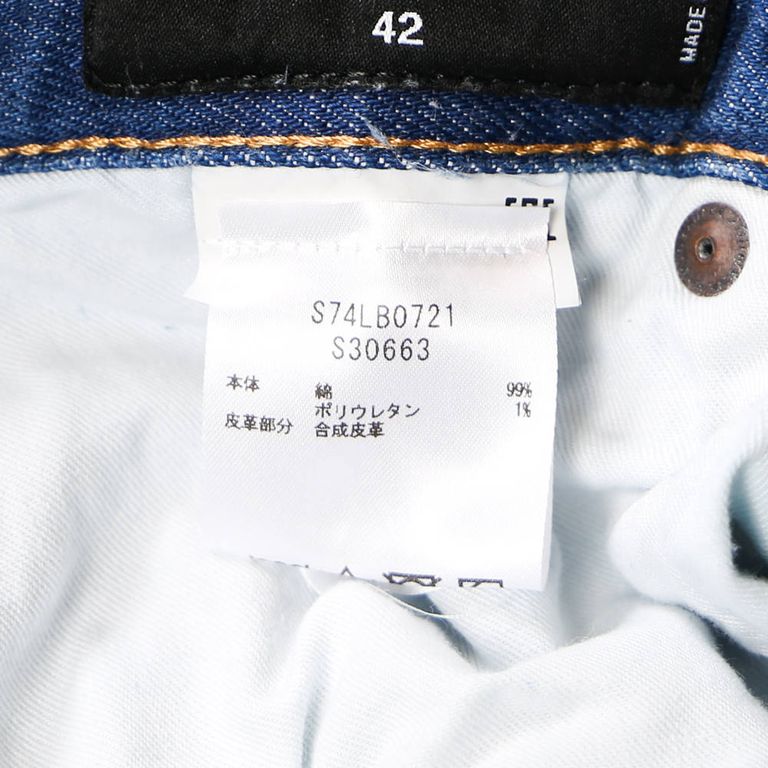 42
MADE
S74LB0721
S30663
本体 綿 99%
ポリウレタン 1%
皮革部分 合成皮革